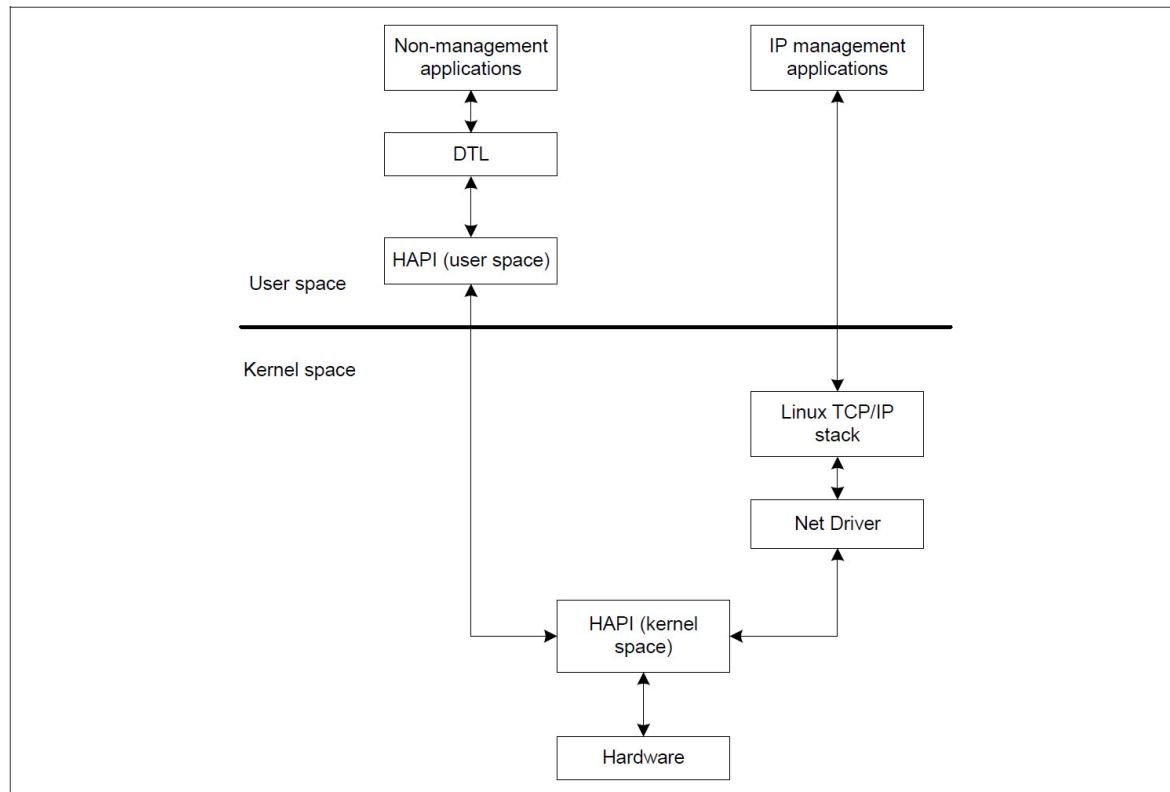 Non-management
applications
IP management
applications
DTL
HAPI (user space)
User space
Kernel space
Linux TCP/IP
stack
Net Driver
HAPI (kernel
space)
Hardware